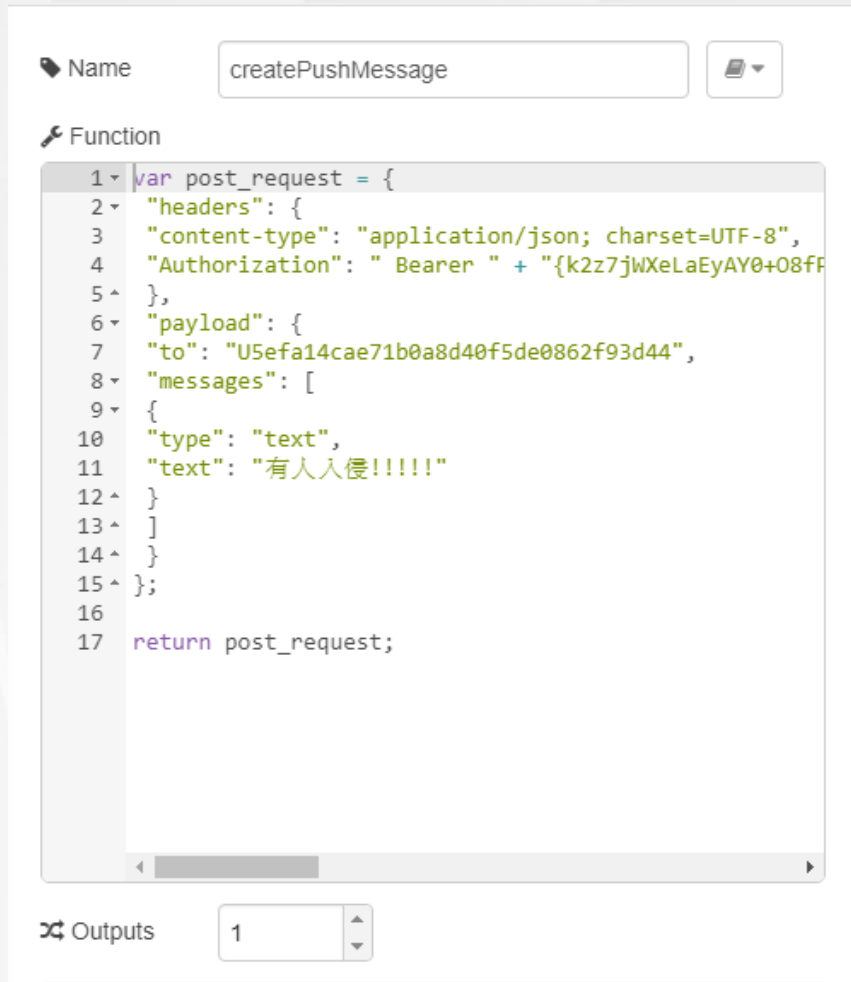 Name
createPushMessage
Function
1 var post_request = {
2 "headers": {
3 "content-type": "application/json; charset=UTF-8",
4 "Authorization": " Bearer " + "{k2z7jWXeLaEyAY0+O8fF
5 },
6 "payload": {
7 "to": "U5efa14cae71b0a8d40f5de0862f93d44",
8 "messages": [
9 {
10 "type": "text",
11 "text": "有人入侵!!!!!"
12 }
13 ]
14 }
15 };
16
17 return post_request;
Outputs
1